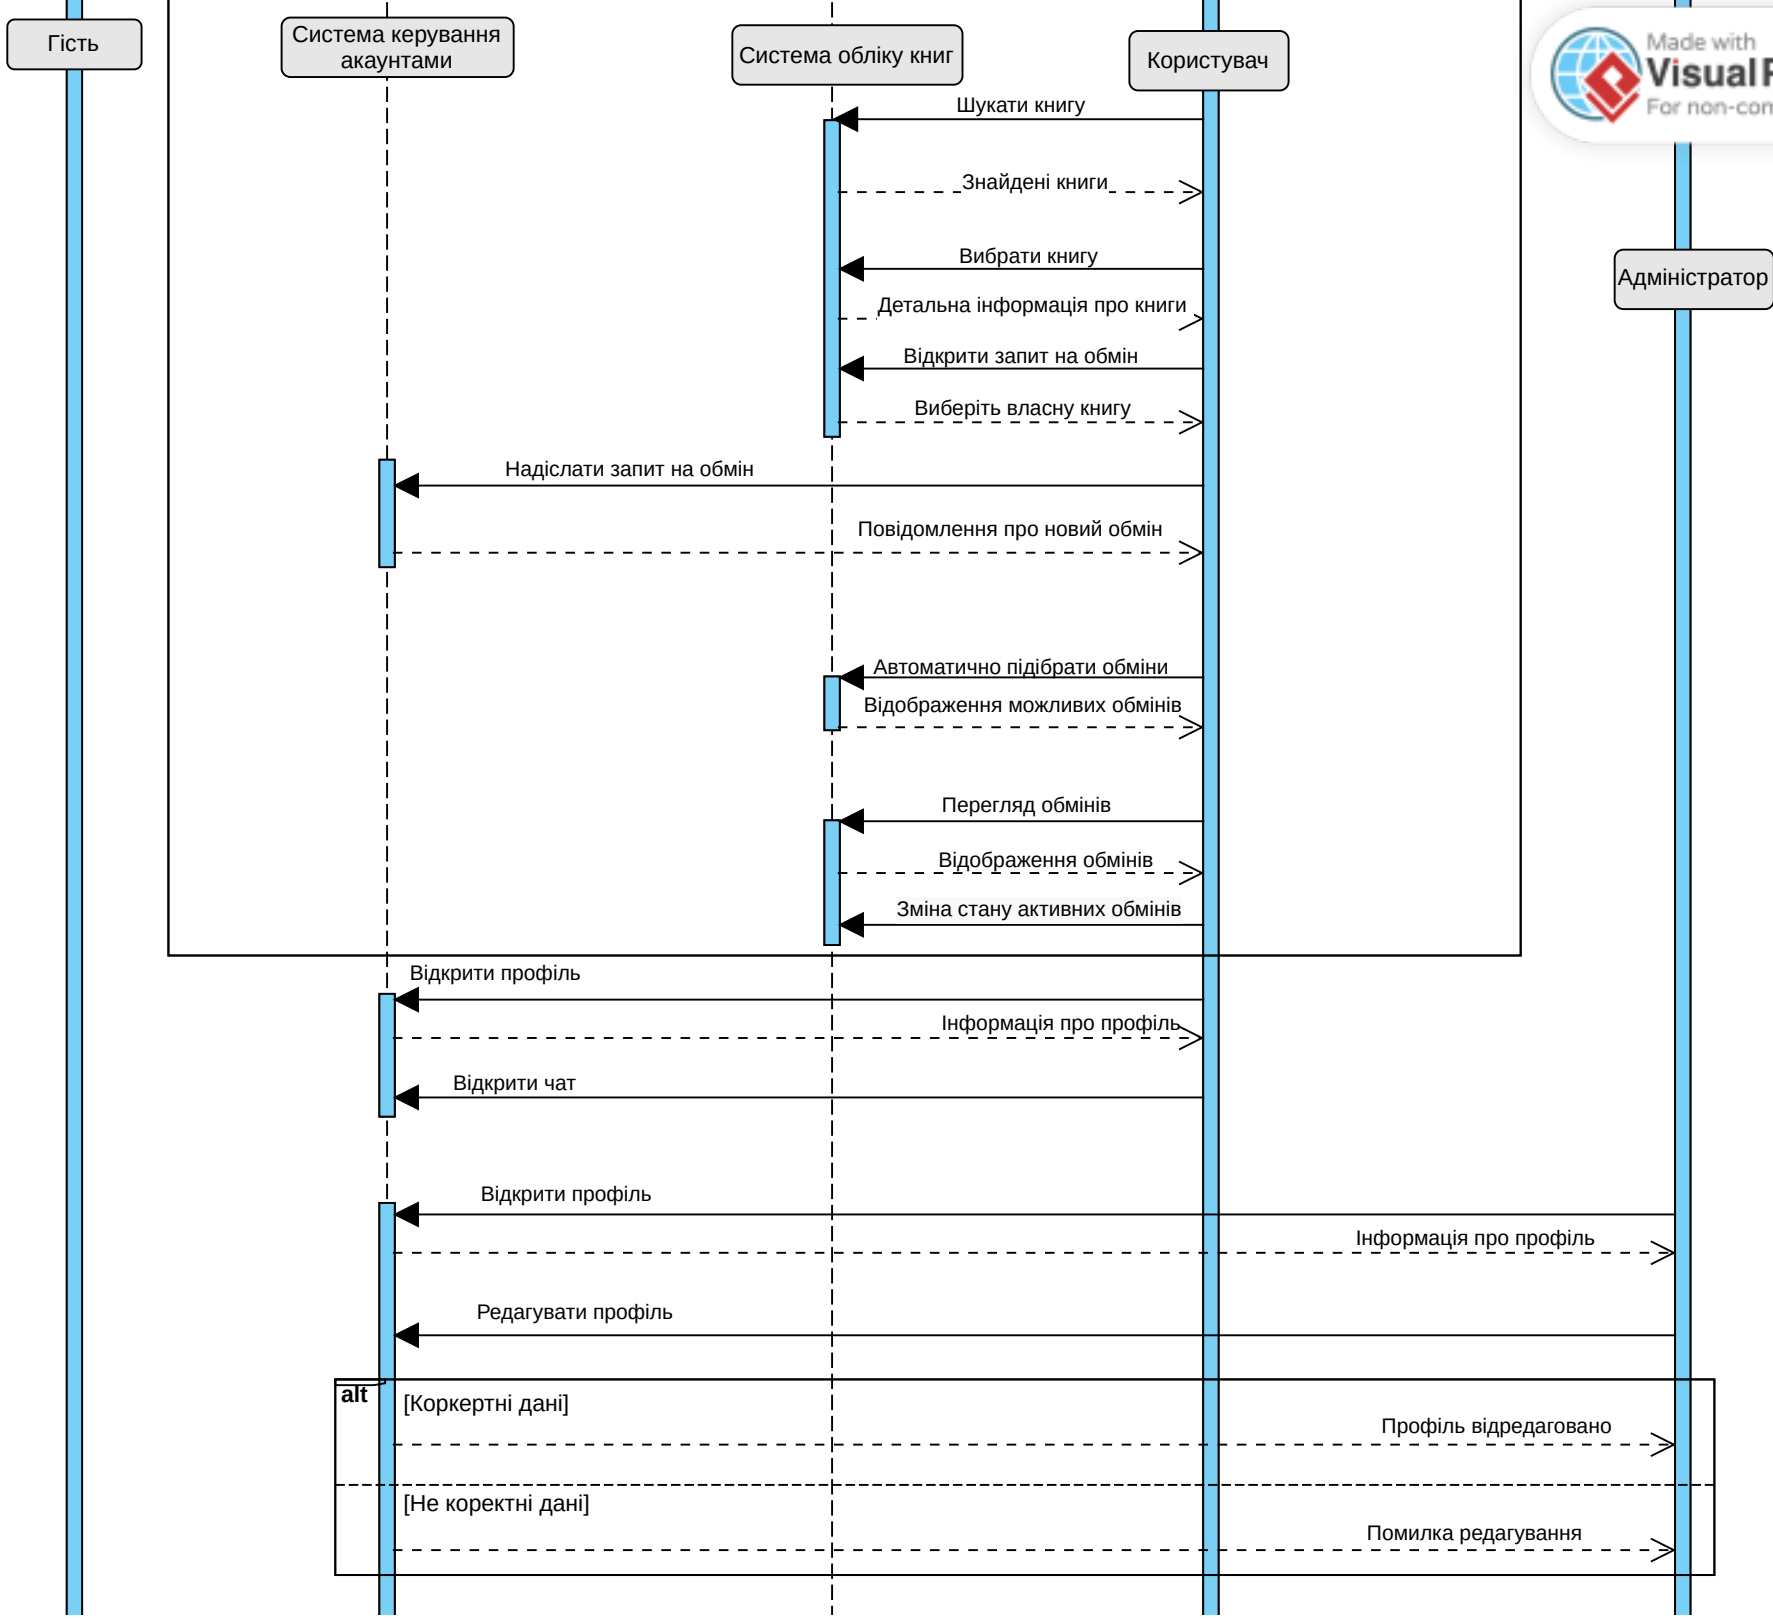 Гість
Система керування
акаунтами
Система обліку книг
Користувач
Made with
Visual
For non-com
Шукати книгу
Знайдені книги
Вибрати книгу
Адміністратор
Детальна інформація про книги
Відкрити запит на обмін
Виберіть власну книгу
Надіслати запит на обмін
Повідомлення про новий обмін
Автоматично підібрати обміни
Відображення можливих обмінів
Перегляд обмінів
Відображення обмінів
Зміна стану активних обмінів
Відкрити профіль
Інформація про профіль
Відкрити чат
Відкрити профіль
Інформація про профіль
Редагувати профіль
alt
[Коркертні дані]
Профіль відредаговано
[Не коректні дані]
Помилка редагування